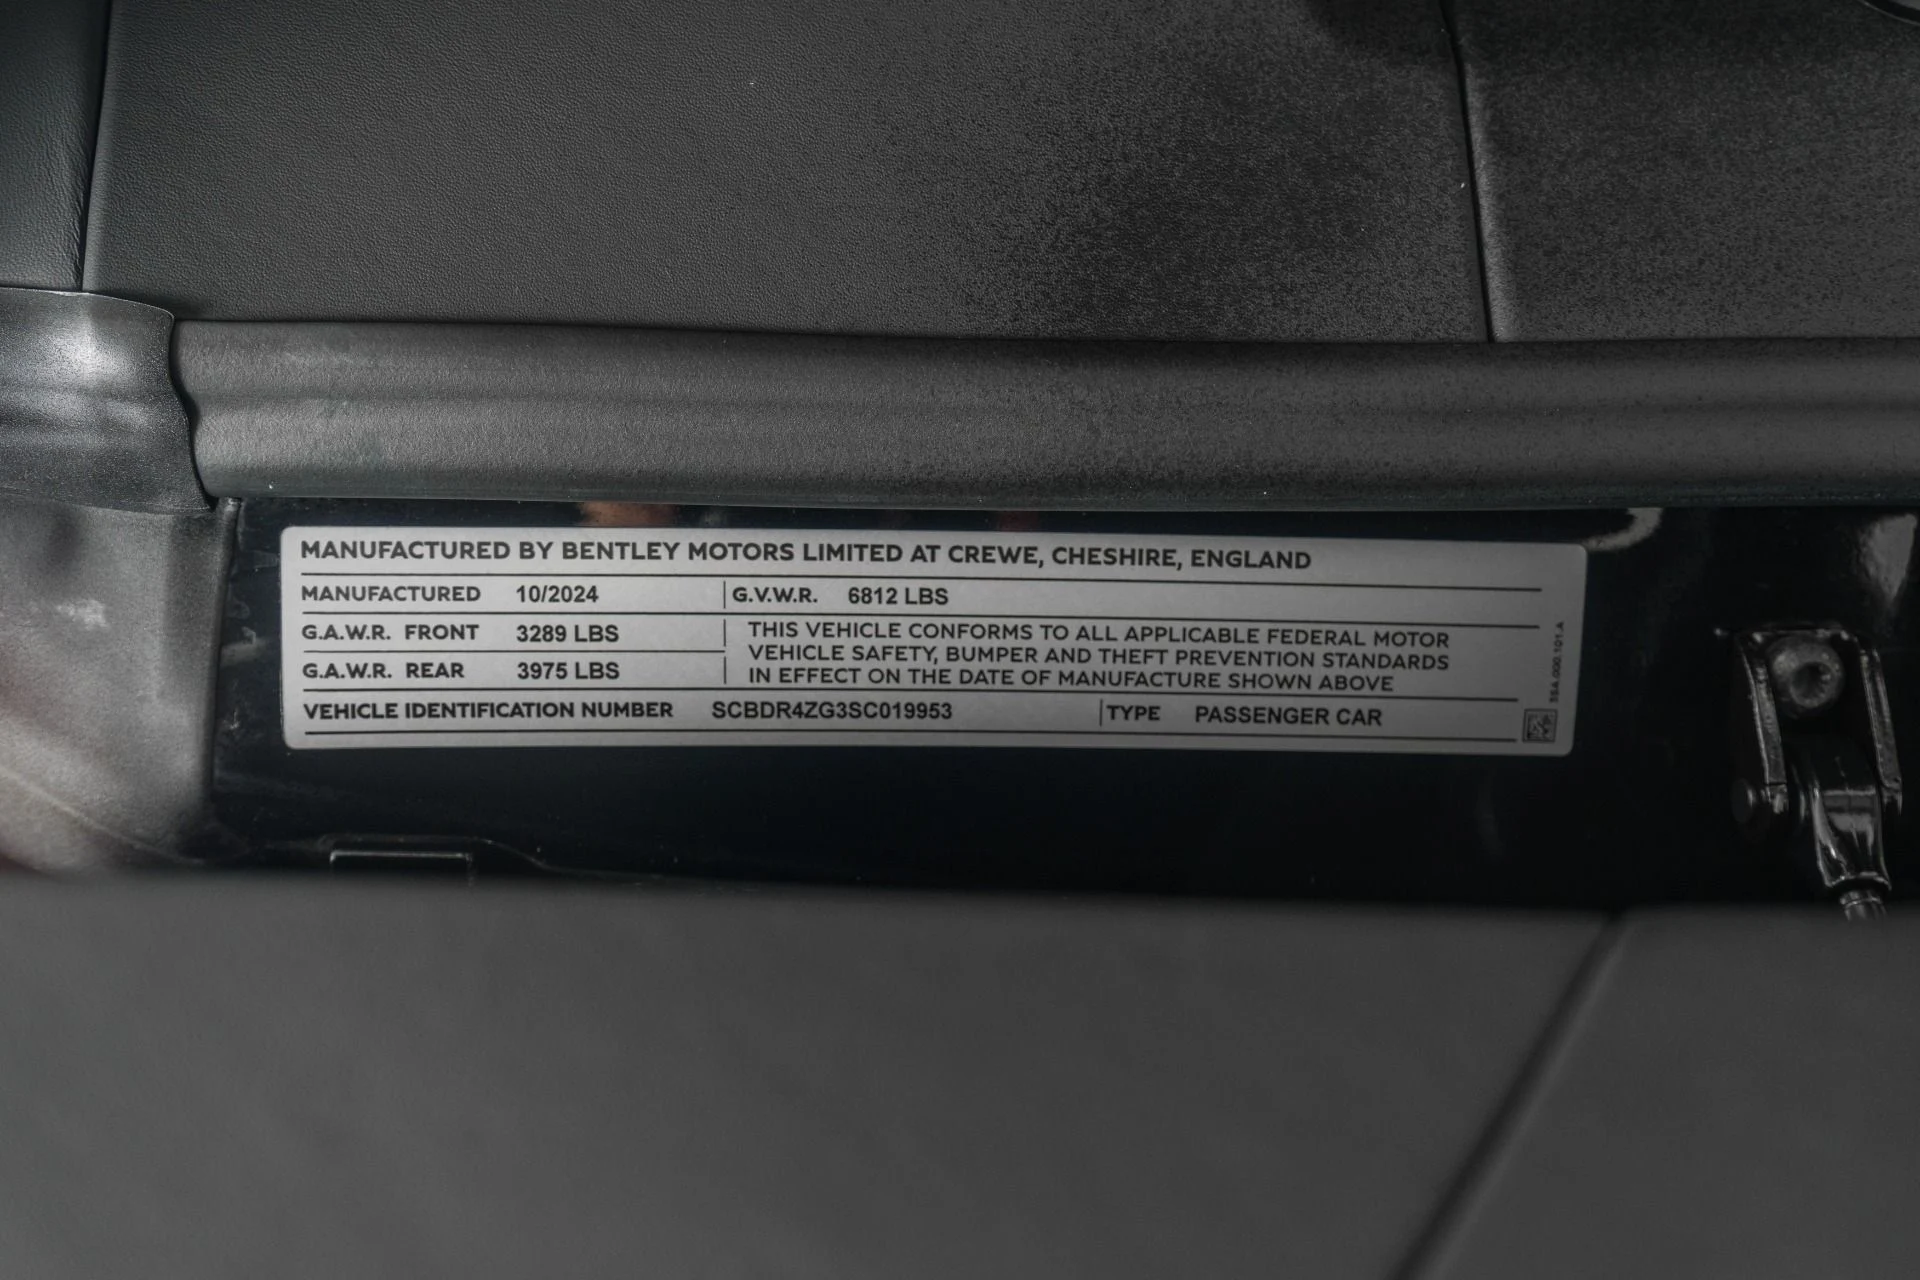 MANUFACTURED BY BENTLEY MOTORS LIMITED AT CREWE, CHESHIRE, ENGLAND
MANUFACTURED 10/2024 G.V.W.R. 6812 LBS
G.A.W.R. FRONT 3289 LBS
G.A.W.R. REAR 3975 LBS
THIS VEHICLE CONFORMS TO ALL APPLICABLE FEDERAL MOTOR
VEHICLE SAFETY, BUMPER AND THEFT PREVENTION STANDARDS
IN EFFECT ON THE DATE OF MANUFACTURE SHOWN ABOVE
VEHICLE IDENTIFICATION NUMBER SCBDR4ZG3SC019953 TYPE PASSENGER CAR